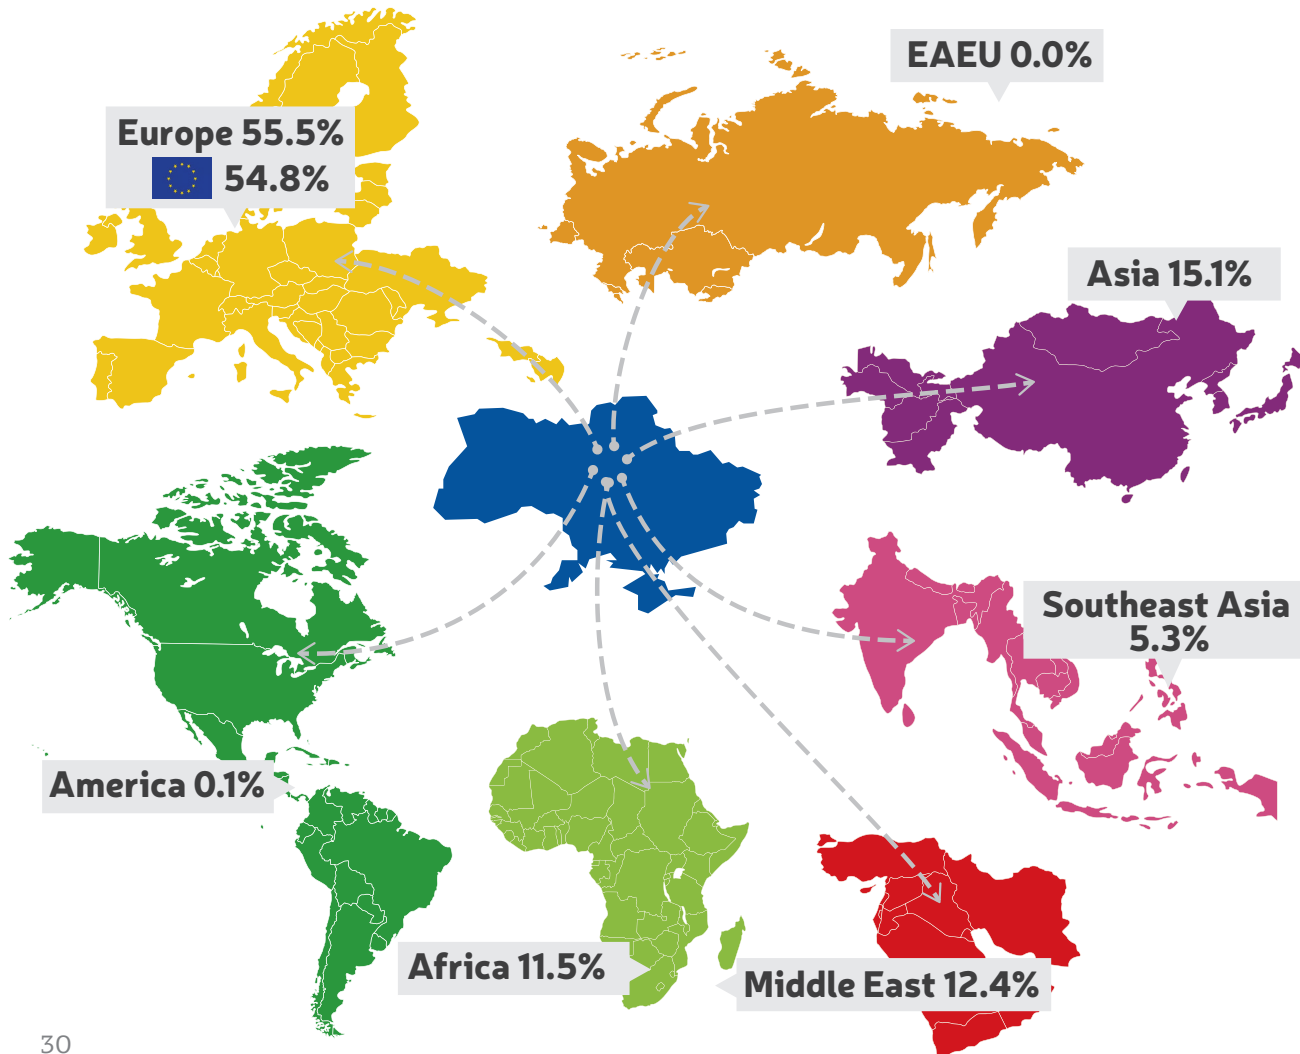 EAEU 0.0%
Europe 55.5%
54.8%
Asia 15.1%
Southeast Asia
5.3%
America 0.1%
Africa 11.5%
Middle East 12.4%
30